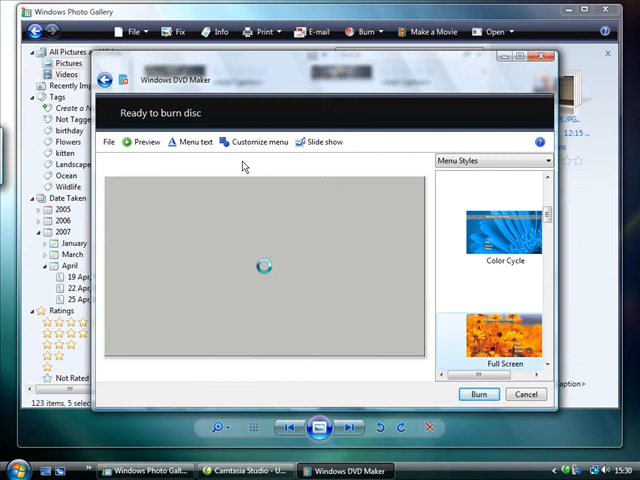 Windows Photo Gallery
File
Fix
Info
Print
E-mail
Burn
Make a Movie
Open
All Pictures
Pictures
Videos
Recently
Tags
Create a
Not Tagged
birthday
Flowers
kitten
Ocean
Wildlife
Date Taken
2005
2006
2007
January
March
April
19 Apr,
22 Apr,
25 Apr,
Ratings
Not Rated
123 items, 5
12:15
Windows DVD Maker
Ready to burn disc
File
Preview
Menu text
Customize menu
Slide show
Menu Styles
Color Cycle
Full Screen
Burn
Cancel
Windows Photo Gall...
Camtasia Studio - U...
Windows DVD Maker
15:30